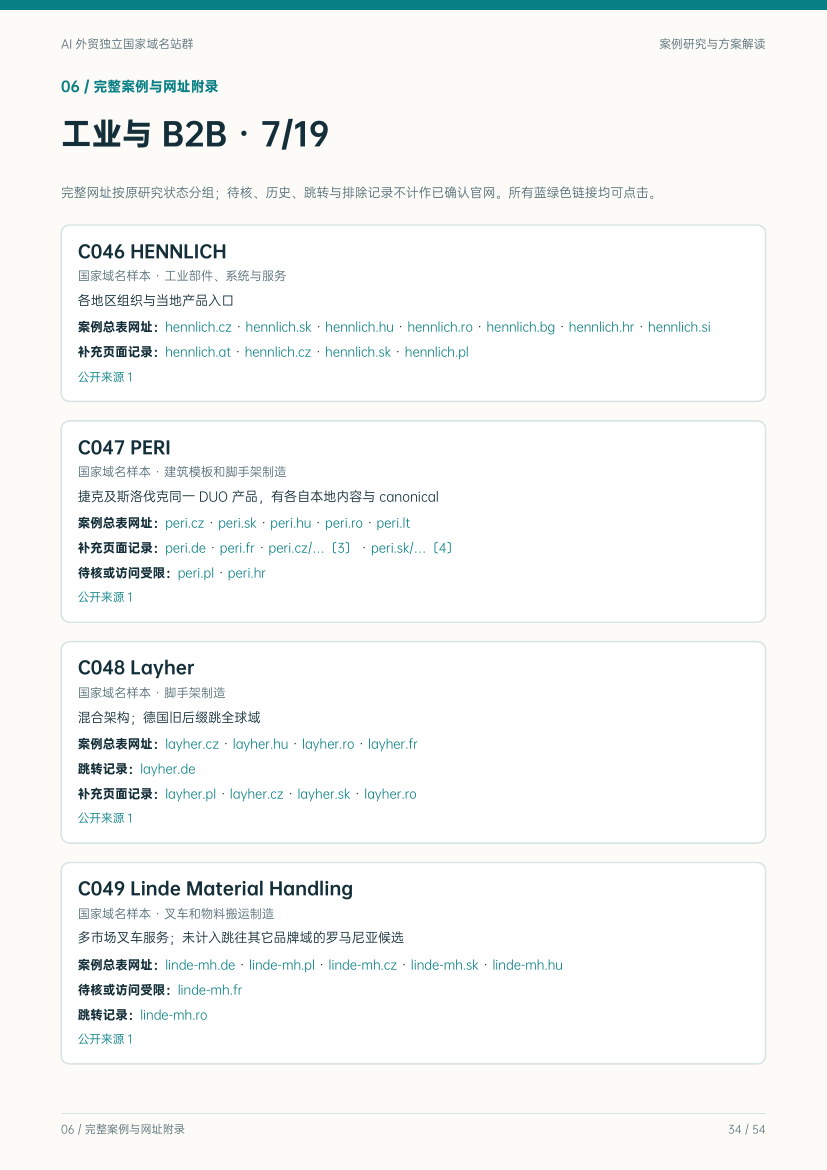 AI 外贸独立国家域名站群
案例研究与方案解读
06 / 完整案例与网址附录
工业与 B2B · 7/19
完整网址按原研究状态分组；待核、历史、跳转与排除记录不计作已确认官网。所有蓝绿色链接均可点击。
C046 HENNLICH
国家域名样本 · 工业部件、系统与服务
各地区组织与当地产品入口
案例总表网址：hennlich.cz · hennlich.sk · hennlich.hu · hennlich.ro · hennlich.bg · hennlich.hr · hennlich.si
补充页面记录：hennlich.at · hennlich.cz · hennlich.sk · hennlich.pl
公开来源 1
C047 PERI
国家域名样本 · 建筑模板和脚手架制造
捷克及斯洛伐克同一 DUO 产品，有各自本地内容与 canonical
案例总表网址：peri.cz · peri.sk · peri.hu · peri.ro · peri.lt
补充页面记录：peri.de · peri.fr · peri.cz/…〔3〕 · peri.sk/…〔4〕
待核或访问受限：peri.pl · peri.hr
公开来源 1
C048 Layher
国家域名样本 · 脚手架制造
混合架构；德国旧后缀跳全球域
案例总表网址：layher.cz · layher.hu · layher.ro · layher.fr
跳转记录：layher.de
补充页面记录：layher.pl · layher.cz · layher.sk · layher.ro
公开来源 1
C049 Linde Material Handling
国家域名样本 · 叉车和物料搬运制造
多市场叉车服务；未计入跳往其它品牌域的罗马尼亚候选
案例总表网址：linde-mh.de · linde-mh.pl · linde-mh.cz · linde-mh.sk · linde-mh.hu
待核或访问受限：linde-mh.fr
跳转记录：linde-mh.ro
公开来源 1
06 / 完整案例与网址附录
34 / 54